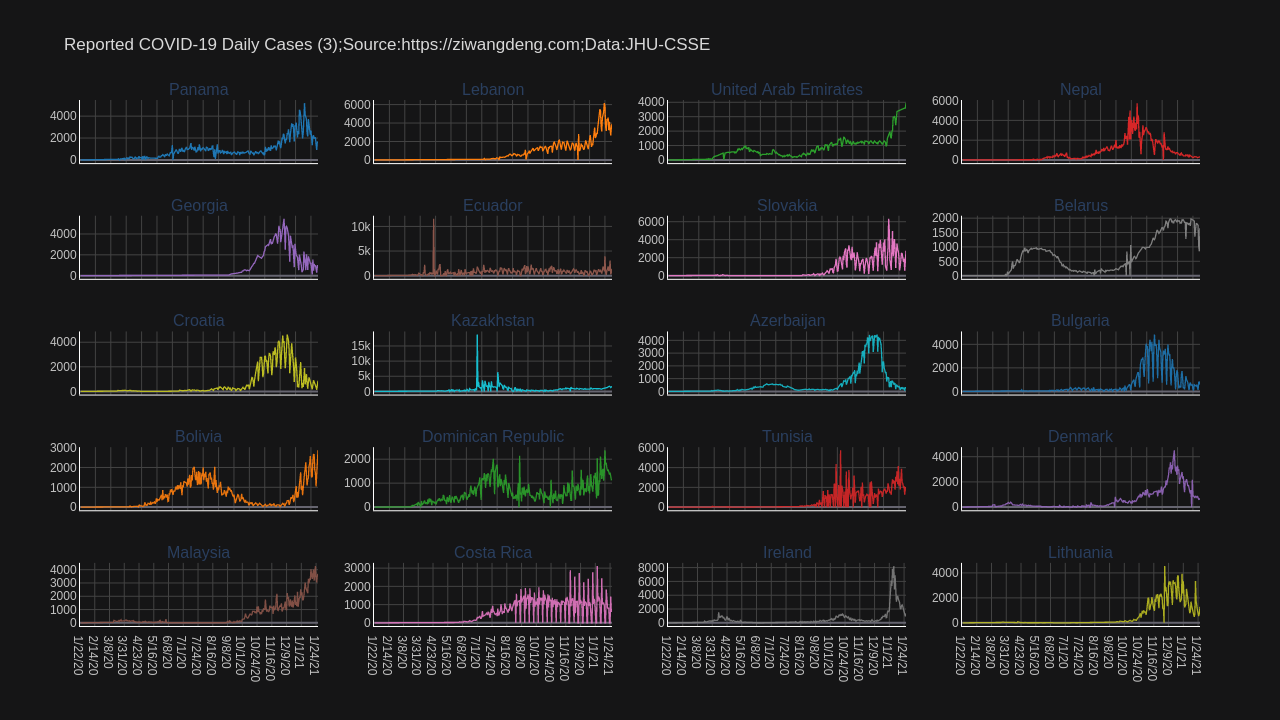 Reported COVID-19 Daily Cases (3);Source:https://ziwangdeng.com;Data:JHU-CSSE
Panama
4000
2000
0
Lebanon
6000
4000
2000
0
United Arab Emirates
4000
3000
2000
1000
0
Nepal
6000
4000
2000
0
Georgia
4000
2000
0
Ecuador
10k
5k
0
Slovakia
6000
4000
2000
0
Belarus
2000
1500
1000
500
0
Croatia
4000
2000
0
Kazakhstan
15k
10k
5k
0
Azerbaijan
4000
3000
2000
1000
0
Bulgaria
4000
2000
0
Bolivia
3000
2000
1000
0
Dominican Republic
2000
1000
0
Tunisia
6000
4000
2000
0
Denmark
4000
2000
0
Malaysia
4000
3000
2000
1000
0
Costa Rica
3000
2000
1000
0
Ireland
8000
6000
4000
2000
0
Lithuania
4000
2000
0
1/22/20 2/14/20 3/8/20 3/31/20 4/23/20 5/16/20 6/8/20 7/1/20 7/24/20 8/16/20 9/8/20 10/1/20 10/24/20 11/16/20 12/9/20 1/1/21 1/24/21
1/22/20 2/14/20 3/8/20 3/31/20 4/23/20 5/16/20 6/8/20 7/1/20 7/24/20 8/16/20 9/8/20 10/1/20 10/24/20 11/16/20 12/9/20 1/1/21 1/24/21
1/22/20 2/14/20 3/8/20 3/31/20 4/23/20 5/16/20 6/8/20 7/1/20 7/24/20 8/16/20 9/8/20 10/1/20 10/24/20 11/16/20 12/9/20 1/1/21 1/24/21
1/22/20 2/14/20 3/8/20 3/31/20 4/23/20 5/16/20 6/8/20 7/1/20 7/24/20 8/16/20 9/8/20 10/1/20 10/24/20 11/16/20 12/9/20 1/1/21 1/24/21